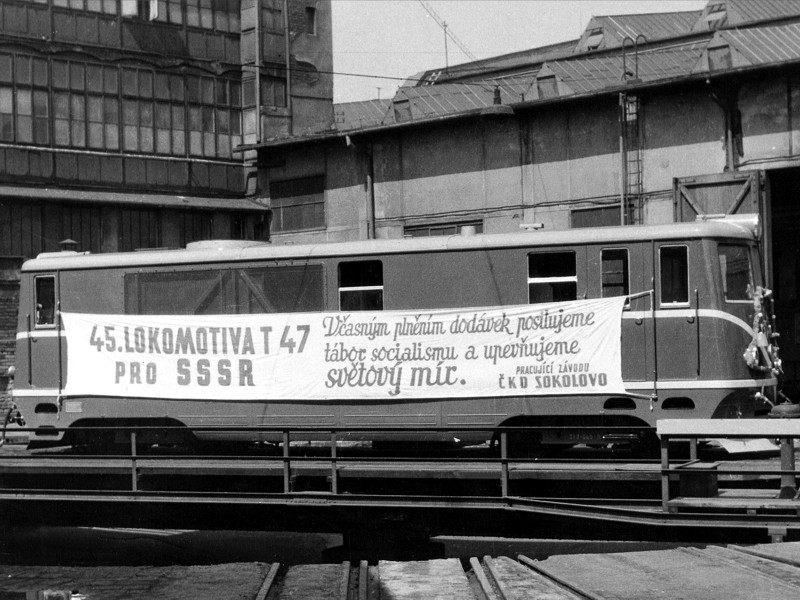 45. LOKOMOTIVA T 47
PRO SSSR
Včasným plněním dodávek posilujeme
tábor socialismu a upevňujeme
světový mír.
PRACUJÍCÍ ZÁVODU
ČKD SOKOLOVO